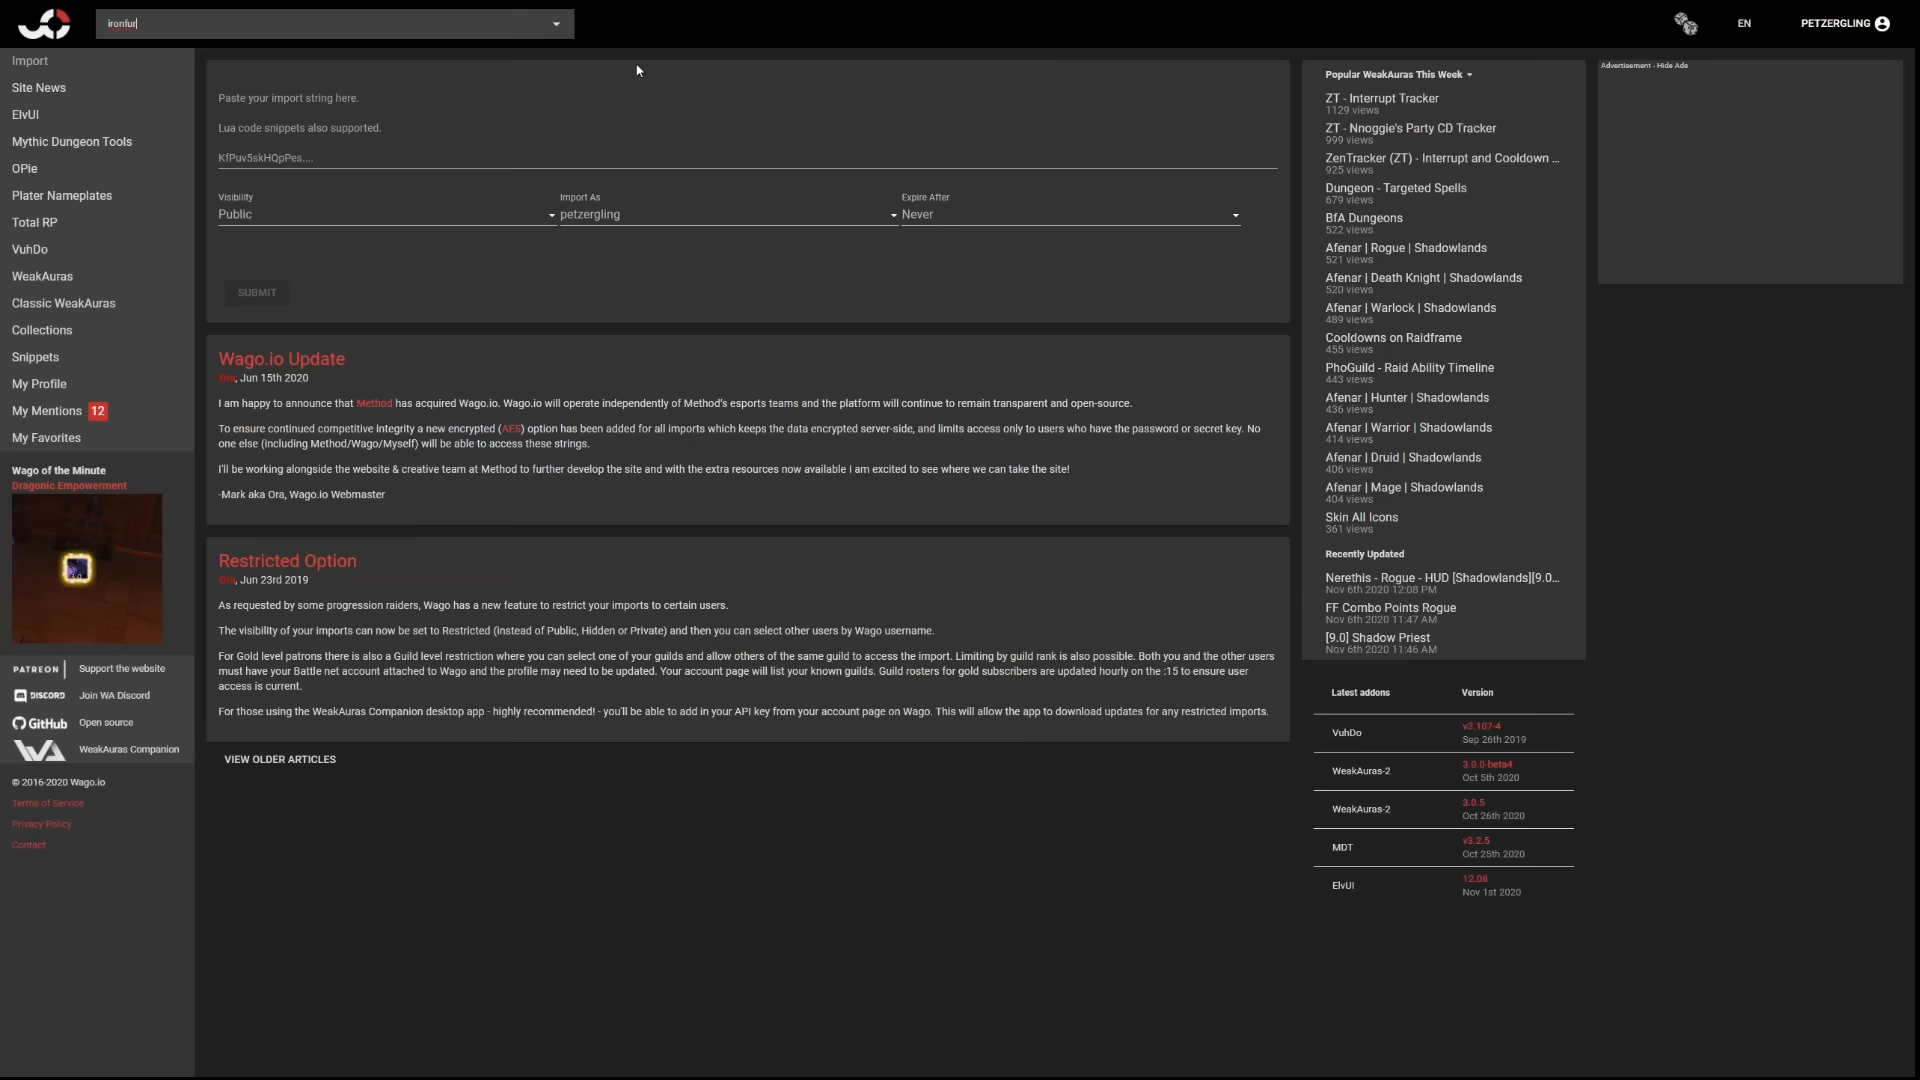 ironfur
EN
PETZERGLING
Import
Site News
ElvUI
Mythic Dungeon Tools
OPie
Plater Nameplates
Total RP
VuhDo
WeakAuras
Classic WeakAuras
Collections
Snippets
My Profile
My Mentions 12
My Favorites
Wago of the Minute
Dragonic Empowerment
PATREON Support the website
DISCORD Join WA Discord
GitHub Open source
WeakAuras Companion
© 2016-2020 Wago.io
Terms of Service
Privacy Policy
Contact
Paste your import string here.
Lua code snippets also supported.
KfPuv5skHQpPes....
Visibility
Public
Import As
petzergling
Expire After
Never
SUBMIT
Wago.io Update
Ora, Jun 15th 2020
I am happy to announce that Method has acquired Wago.io. Wago.io will operate independently of Method's esports teams and the platform will continue to remain transparent and open-source.
To ensure continued competitive integrity a new encrypted (AES) option has been added for all imports which keeps the data encrypted server-side, and limits access only to users who have the password or secret key. No
one else (including Method/Wago/Myself) will be able to access these strings.
I'll be working alongside the website & creative team at Method to further develop the site and with the extra resources now available I am excited to see where we can take the site!
-Mark aka Ora, Wago.io Webmaster
Restricted Option
Ora, Jun 23rd 2019
As requested by some progression raiders, Wago has a new feature to restrict your imports to certain users.
The visibility of your imports can now be set to Restricted (instead of Public, Hidden or Private) and then you can select other users by Wago username.
For Gold level patrons there is also a Guild level restriction where you can select one of your guilds and allow others of the same guild to access the import. Limiting by guild rank is also possible. Both you and the other users
must have your Battle net account attached to Wago and the profile may need to be updated. Your account page will list your known guilds. Guild rosters for gold subscribers are updated hourly on the :15 to ensure user
access is current.
For those using the WeakAuras Companion desktop app - highly recommended! - you'll be able to add in your API key from your account page on Wago. This will allow the app to download updates for any restricted imports.
VIEW OLDER ARTICLES
Popular WeakAuras This Week
ZT - Interrupt Tracker
1129 views
ZT - Nnoggie's Party CD Tracker
999 views
ZenTracker (ZT) - Interrupt and Cooldown ...
925 views
Dungeon - Targeted Spells
679 views
BfA Dungeons
522 views
Afenar | Rogue | Shadowlands
521 views
Afenar | Death Knight | Shadowlands
520 views
Afenar | Warlock | Shadowlands
489 views
Cooldowns on Raidframe
455 views
PhoGuild - Raid Ability Timeline
443 views
Afenar | Hunter | Shadowlands
436 views
Afenar | Warrior | Shadowlands
414 views
Afenar | Druid | Shadowlands
406 views
Afenar | Mage | Shadowlands
404 views
Skin All Icons
361 views
Recently Updated
Nerethis - Rogue - HUD [Shadowlands][9.0...
Nov 6th 2020 12:08 PM
FF Combo Points Rogue
Nov 6th 2020 11:47 AM
[9.0] Shadow Priest
Nov 6th 2020 11:46 AM
Latest addons Version
VuhDo v3.107-4
Sep 26th 2019
WeakAuras-2 3.0.0-beta4
Oct 5th 2020
WeakAuras-2 3.0.5
Oct 26th 2020
MDT v3.2.5
Oct 25th 2020
ElvUI 12.08
Nov 1st 2020
Advertisement - Hide Ads